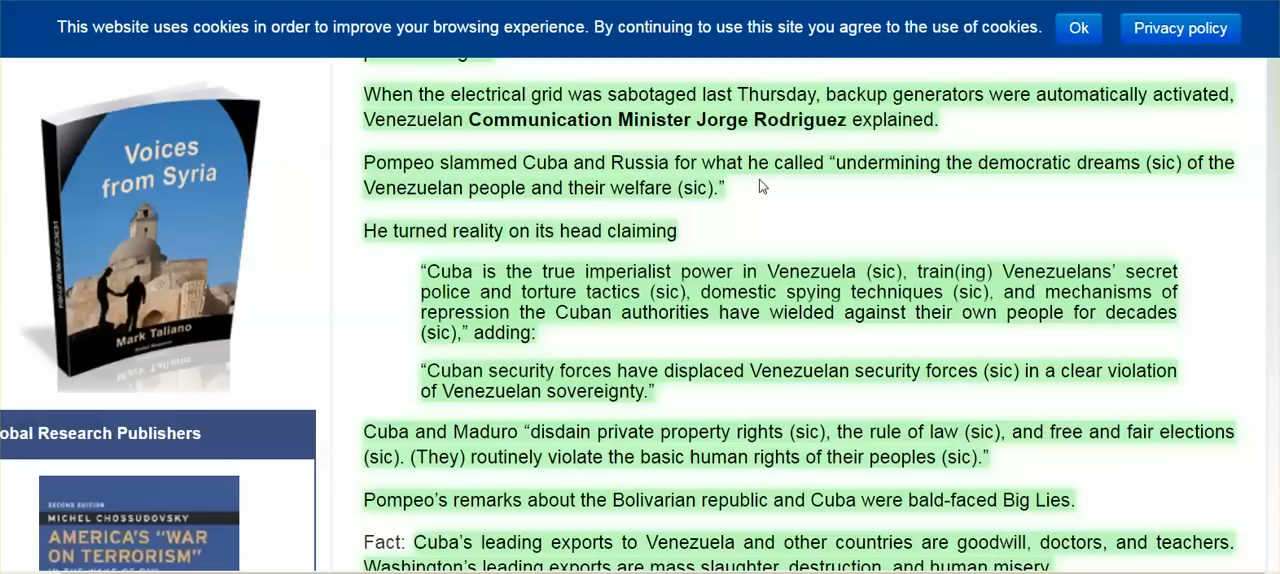 This website uses cookies in order to improve your browsing experience. By continuing to use this site you agree to the use of cookies.
Ok
Privacy policy
When the electrical grid was sabotaged last Thursday, backup generators were automatically activated,
Venezuelan Communication Minister Jorge Rodriguez explained.
Pompeo slammed Cuba and Russia for what he called “undermining the democratic dreams (sic) of the
Venezuelan people and their welfare (sic).”
He turned reality on its head claiming
“Cuba is the true imperialist power in Venezuela (sic), train(ing) Venezuelans’ secret
police and torture tactics (sic), domestic spying techniques (sic), and mechanisms of
repression the Cuban authorities have wielded against their own people for decades
(sic),” adding:
“Cuban security forces have displaced Venezuelan security forces (sic) in a clear violation
of Venezuelan sovereignty.”
Cuba and Maduro “disdain private property rights (sic), the rule of law (sic), and free and fair elections
(sic). (They) routinely violate the basic human rights of their peoples (sic).”
Pompeo’s remarks about the Bolivarian republic and Cuba were bald-faced Big Lies.
Fact: Cuba’s leading exports to Venezuela and other countries are goodwill, doctors, and teachers.
Washington’s leading exports are mass slaughter, destruction, and human misery.
Voices
from Syria
Mark Taliano
obal Research Publishers
SECOND EDITION
MICHEL CHOSSUDOVSKY
AMERICA'S "WAR
ON TERRORISM"